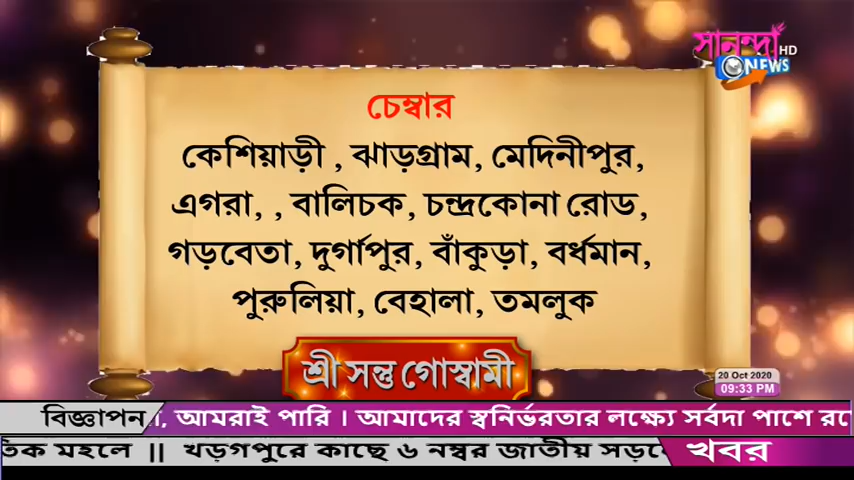 সানন্দা HD
NEWS
চেম্বার
কেশিয়াড়ী , ঝাড়গ্রাম, মেদিনীপুর,
এগরা, , বালিচক, চন্দ্রকোনা রোড,
গড়বেতা, দুর্গাপুর, বাঁকুড়া, বর্ধমান,
পুরুলিয়া, বেহালা, তমলুক
শ্রী সন্তু গোস্বামী
20 Oct 2020
09:33 PM
বিজ্ঞাপন , আমরাই পারি । আমাদের স্বনির্ভরতার লক্ষ্যে সর্বদা পাশে
মহলে || খড়গপুরে কাছে ৬ নম্বর জাতীয় খবর